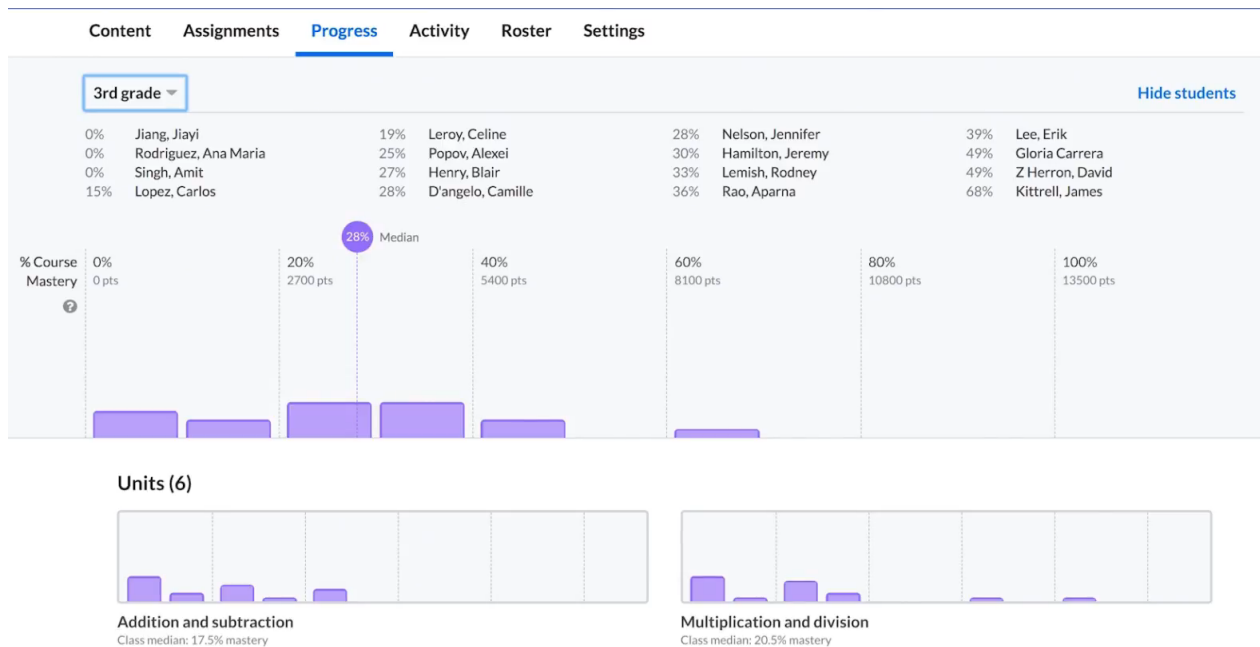 Content Assignments Progress Activity Roster Settings
3rd grade Hide students
0% Jiang, Jiayi 19% Leroy, Celine 28% Nelson, Jennifer 39% Lee, Erik
0% Rodriguez, Ana Maria 25% Popov, Alexei 30% Hamilton, Jeremy 49% Gloria Carrera
0% Singh, Amit 27% Henry, Blair 33% Lemish, Rodney 49% Z Herron, David
15% Lopez, Carlos 28% D'angelo, Camille 36% Rao, Aparna 68% Kittrell, James
28% Median
% Course 0% 20% 40% 60% 80% 100%
Mastery 0 pts 2700 pts 5400 pts 8100 pts 10800 pts 13500 pts
?
Units (6)
Addition and subtraction Multiplication and division
Class median: 17.5% mastery Class median: 20.5% mastery